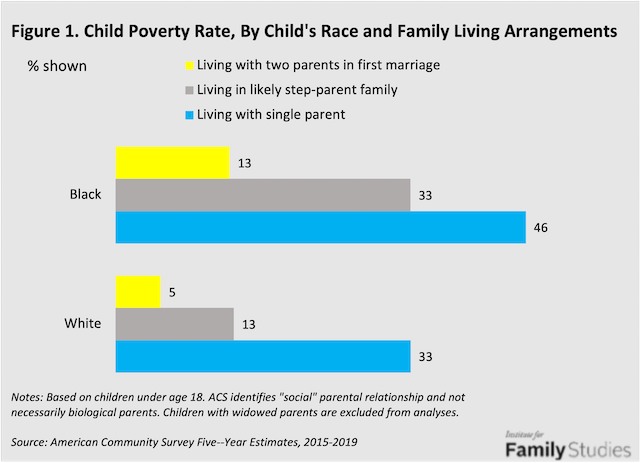 Figure 1. Child Poverty Rate, By Child's Race and Family Living Arrangements
% shown
Living with two parents in first marriage
Living in likely step-parent family
Living with single parent
Black
13
33
46
White
5
13
33
Notes: Based on children under age 18. ACS identifies "social" parental relationship and not
necessarily biological parents. Children with widowed parents are excluded from analyses.
Source: American Community Survey Five--Year Estimates, 2015-2019
Institute for
FamilyStudies